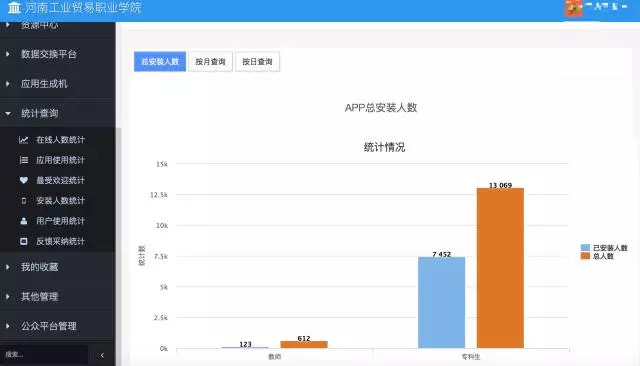 河南工业贸易职业学院
资源中心
数据交换平台
应用生成机
统计查询
在线人数统计
应用使用统计
最受欢迎统计
安装人数统计
用户使用统计
反馈采纳统计
我的收藏
其他管理
公众平台管理
搜索...
总安装人数 按月查询 按日查询
APP总安装人数
统计情况
15k
12.5k
10k
7.5k
5k
2.5k
0k
统计数
13 069
7 452
612
123
教师 专科生
已安装人数
总人数